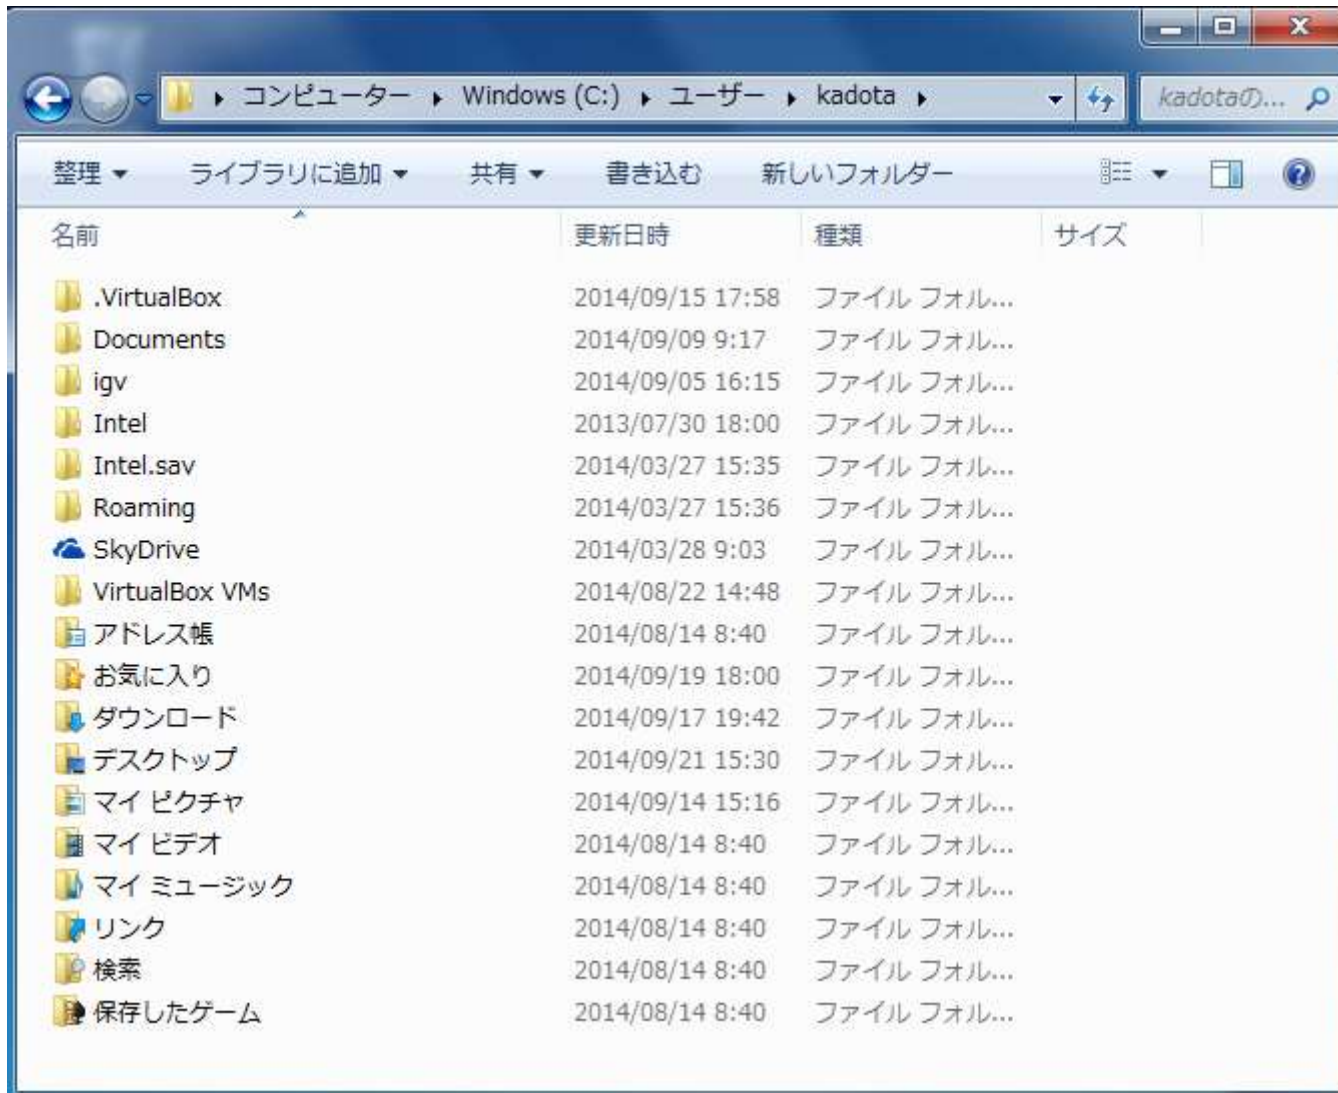 コンピューター Windows (C:) ユーザー kadota kadotaの...
整理 ライブラリに追加 共有 書き込む 新しいフォルダー
名前 更新日時 種類 サイズ
.VirtualBox 2014/09/15 17:58 ファイル フォル...
Documents 2014/09/09 9:17 ファイル フォル...
igv 2014/09/05 16:15 ファイル フォル...
Intel 2013/07/30 18:00 ファイル フォル...
Intel.sav 2014/03/27 15:35 ファイル フォル...
Roaming 2014/03/27 15:36 ファイル フォル...
SkyDrive 2014/03/28 9:03 ファイル フォル...
VirtualBox VMs 2014/08/22 14:48 ファイル フォル...
アドレス帳 2014/08/14 8:40 ファイル フォル...
お気に入り 2014/09/19 18:00 ファイル フォル...
ダウンロード 2014/09/17 19:42 ファイル フォル...
デスクトップ 2014/09/21 15:30 ファイル フォル...
マイ ピクチャ 2014/09/14 15:16 ファイル フォル...
マイ ビデオ 2014/08/14 8:40 ファイル フォル...
マイ ミュージック 2014/08/14 8:40 ファイル フォル...
リンク 2014/08/14 8:40 ファイル フォル...
検索 2014/08/14 8:40 ファイル フォル...
保存したゲーム 2014/08/14 8:40 ファイル フォル...